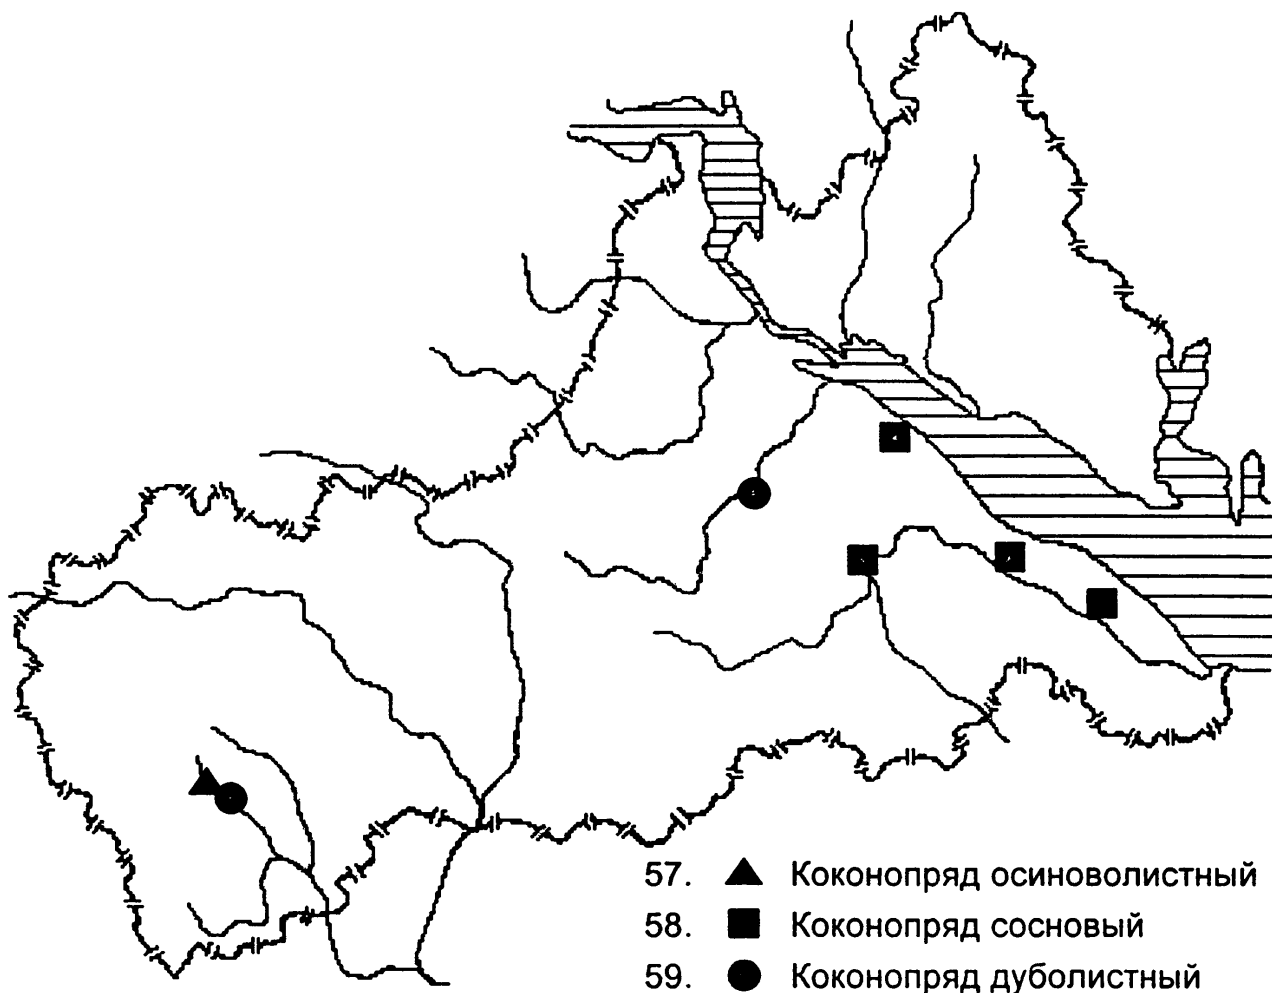 57. Коконопряд осиноволистный
58. Коконопряд сосновый
59. Коконопряд дуболистный